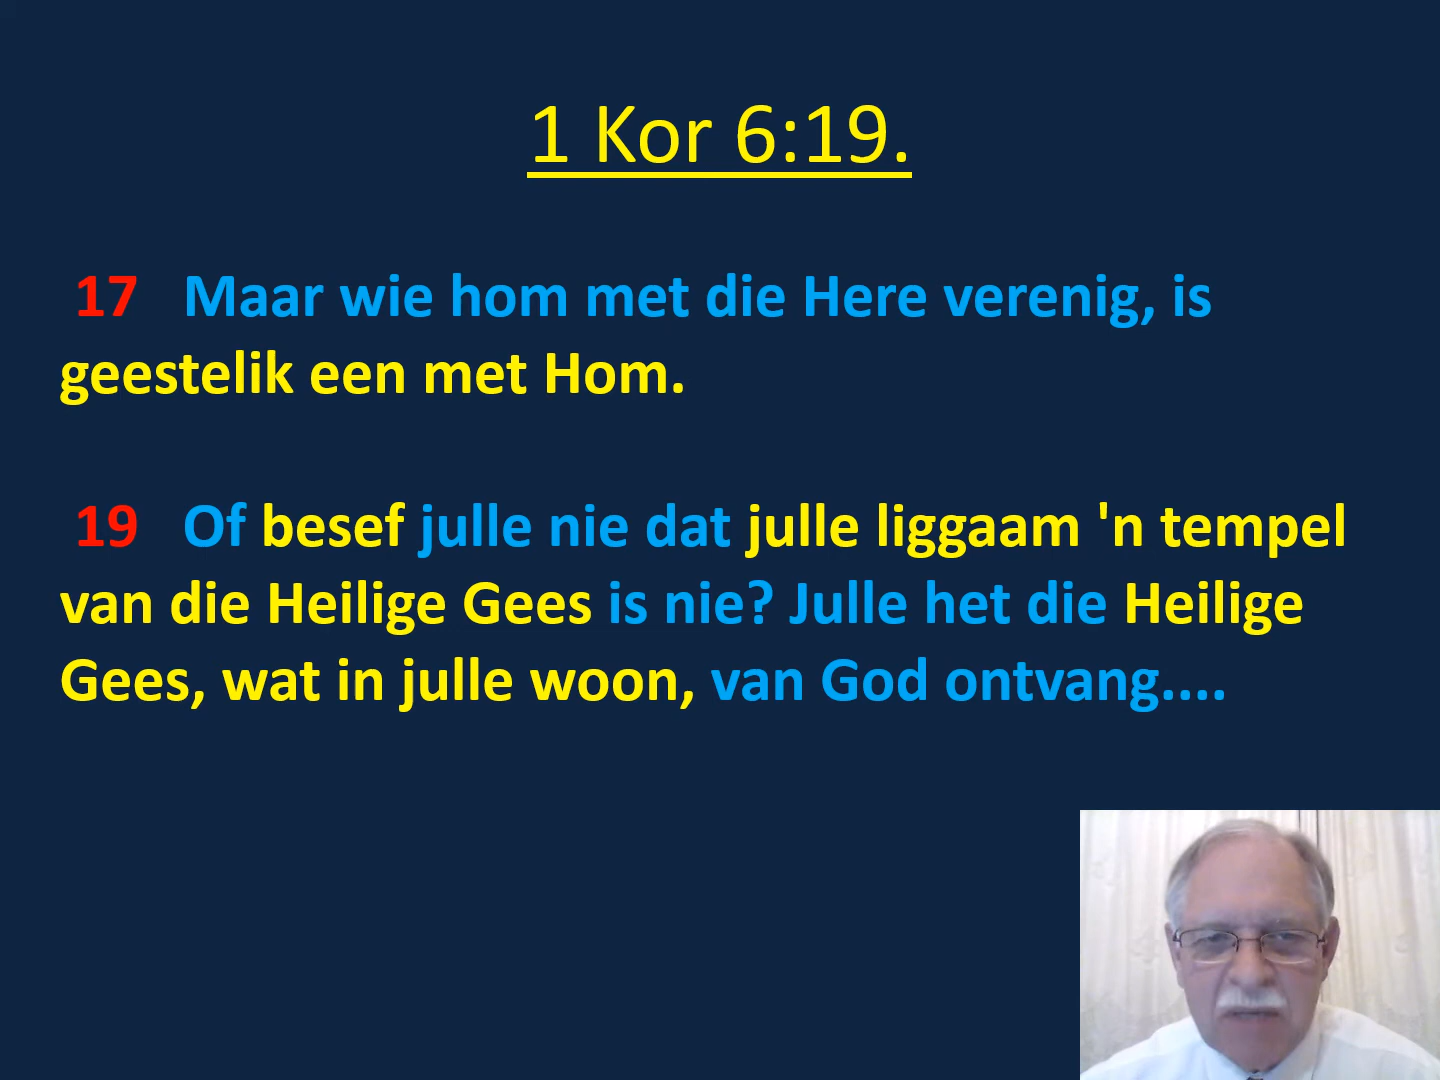 1 Kor 6:19.
17 Maar wie hom met die Here verenig, is
geestelik een met Hom.
19 Of besef julle nie dat julle liggaam 'n tempel
van die Heilige Gees is nie? Julle het die Heilige
Gees, wat in julle woon, van God ontvang....